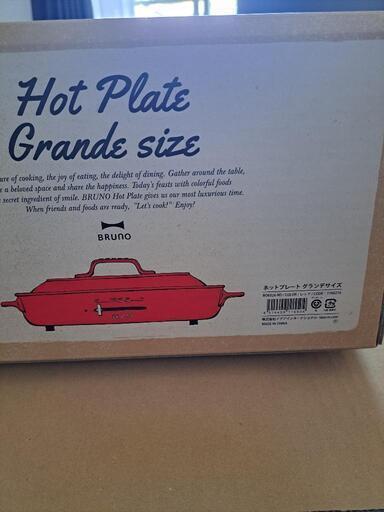 Hot Plate
Grande size
ure of cooking, the joy of eating, the delight of dining. Gather around the table,
e a beloved space and share the happiness. Today's feasts with colorful foods
e secret ingredient of smile. BRUNO Hot Plate gives us our most luxurious time.
When friends and foods are ready, "Let's cook!" Enjoy!
BRUNO
ホットプレート グランデサイズ
MADE IN CHINA